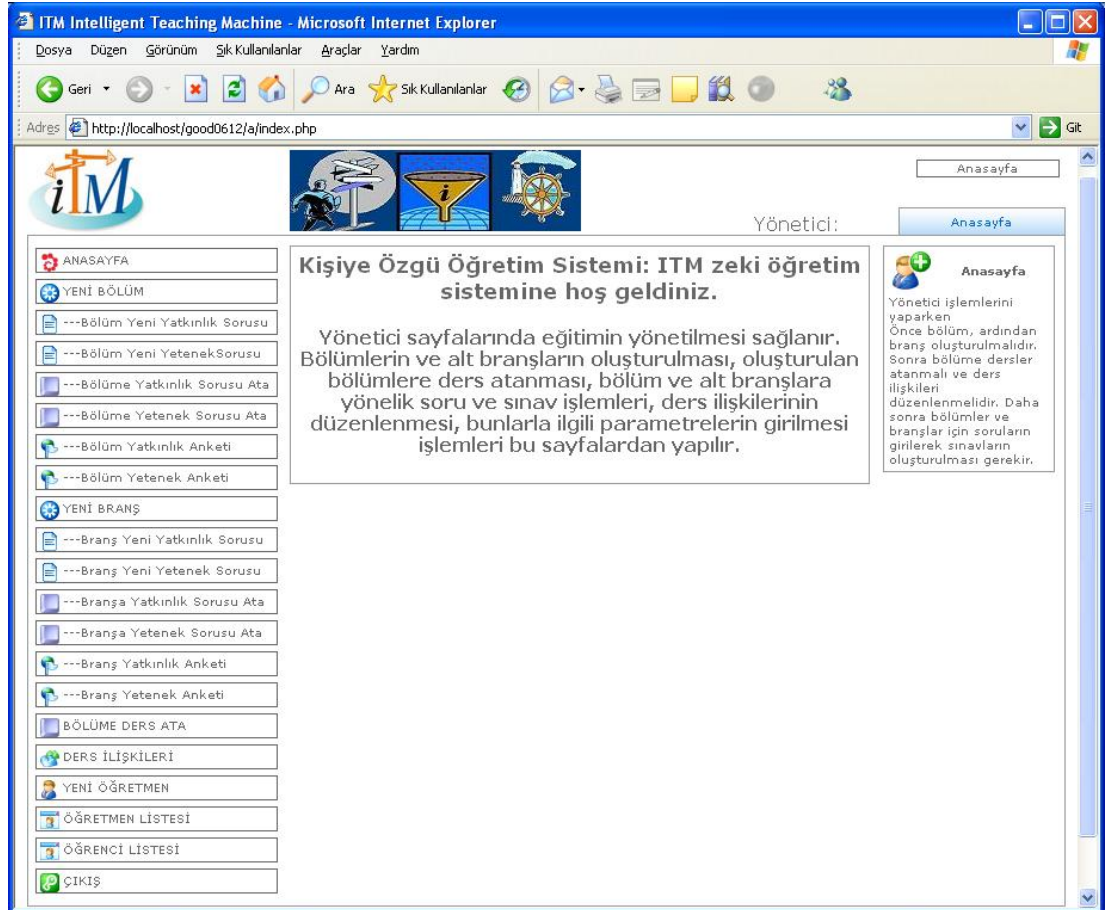 ITM Intelligent Teaching Machine - Microsoft Internet Explorer
Dosya Düzen Görünüm Sık Kullanılanlar Araçlar Yardım
Geri Ara Sık Kullanılanlar
Adres http://localhost/good0612/a/index.php Git
iTM
i
Anasayfa
Yönetici:
Anasayfa
ANASAYFA
YENİ BÖLÜM
---Bölüm Yeni Yatkınlık Sorusu
---Bölüm Yeni YetenekSorusu
---Bölüme Yatkınlık Sorusu Ata
---Bölüme Yetenek Sorusu Ata
---Bölüm Yatkınlık Anketi
---Bölüm Yetenek Anketi
YENİ BRANŞ
---Branş Yeni Yatkınlık Sorusu
---Branş Yeni Yetenek Sorusu
---Branşa Yatkınlık Sorusu Ata
---Branşa Yetenek Sorusu Ata
---Branş Yatkınlık Anketi
---Branş Yetenek Anketi
BÖLÜME DERS ATA
DERS İLİŞKİLERİ
YENİ ÖĞRETMEN
ÖĞRETMEN LİSTESİ
ÖĞRENCİ LİSTESİ
ÇIKIŞ
Kişiye Özgü Öğretim Sistemi: ITM zeki öğretim
sistemine hoş geldiniz.
Yönetici sayfalarında eğitimin yönetilmesi sağlanır.
Bölümlerin ve alt branşların oluşturulması, oluşturulan
bölümlere ders atanması, bölüm ve alt branşlara
yönelik soru ve sınav işlemleri, ders ilişkilerinin
düzenlenmesi, bunlarla ilgili parametrelerin girilmesi
işlemleri bu sayfalardan yapılır.
Anasayfa
Yönetici işlemlerini
yaparken
Önce bölüm, ardından
branş oluşturulmalıdır.
Sonra bölüme dersler
atanmalı ve ders
ilişkileri
düzenlenmelidir. Daha
sonra bölümler ve
branşlar için soruların
girilerek sınavların
oluşturulması gerekir.